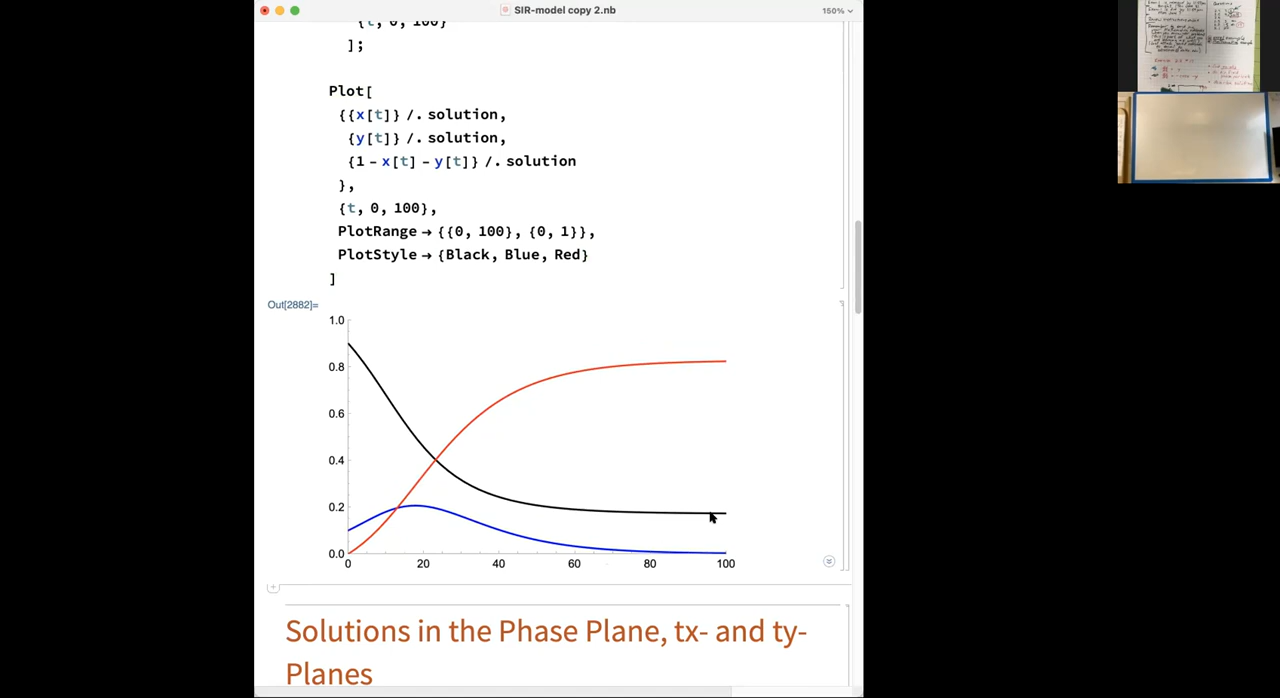 SIR-model copy 2.nb
150%
{t, 0, 100}
];
Plot[
{{x[t]} /. solution,
{y[t]} /. solution,
{1 - x[t] - y[t]} /. solution
},
{t, 0, 100},
PlotRange → {{0, 100}, {0, 1}},
PlotStyle → {Black, Blue, Red}
]
Out[2882]=
1.0
0.8
0.6
0.4
0.2
0.0
0 20 40 60 80 100
Solutions in the Phase Plane, tx- and ty-
Planes